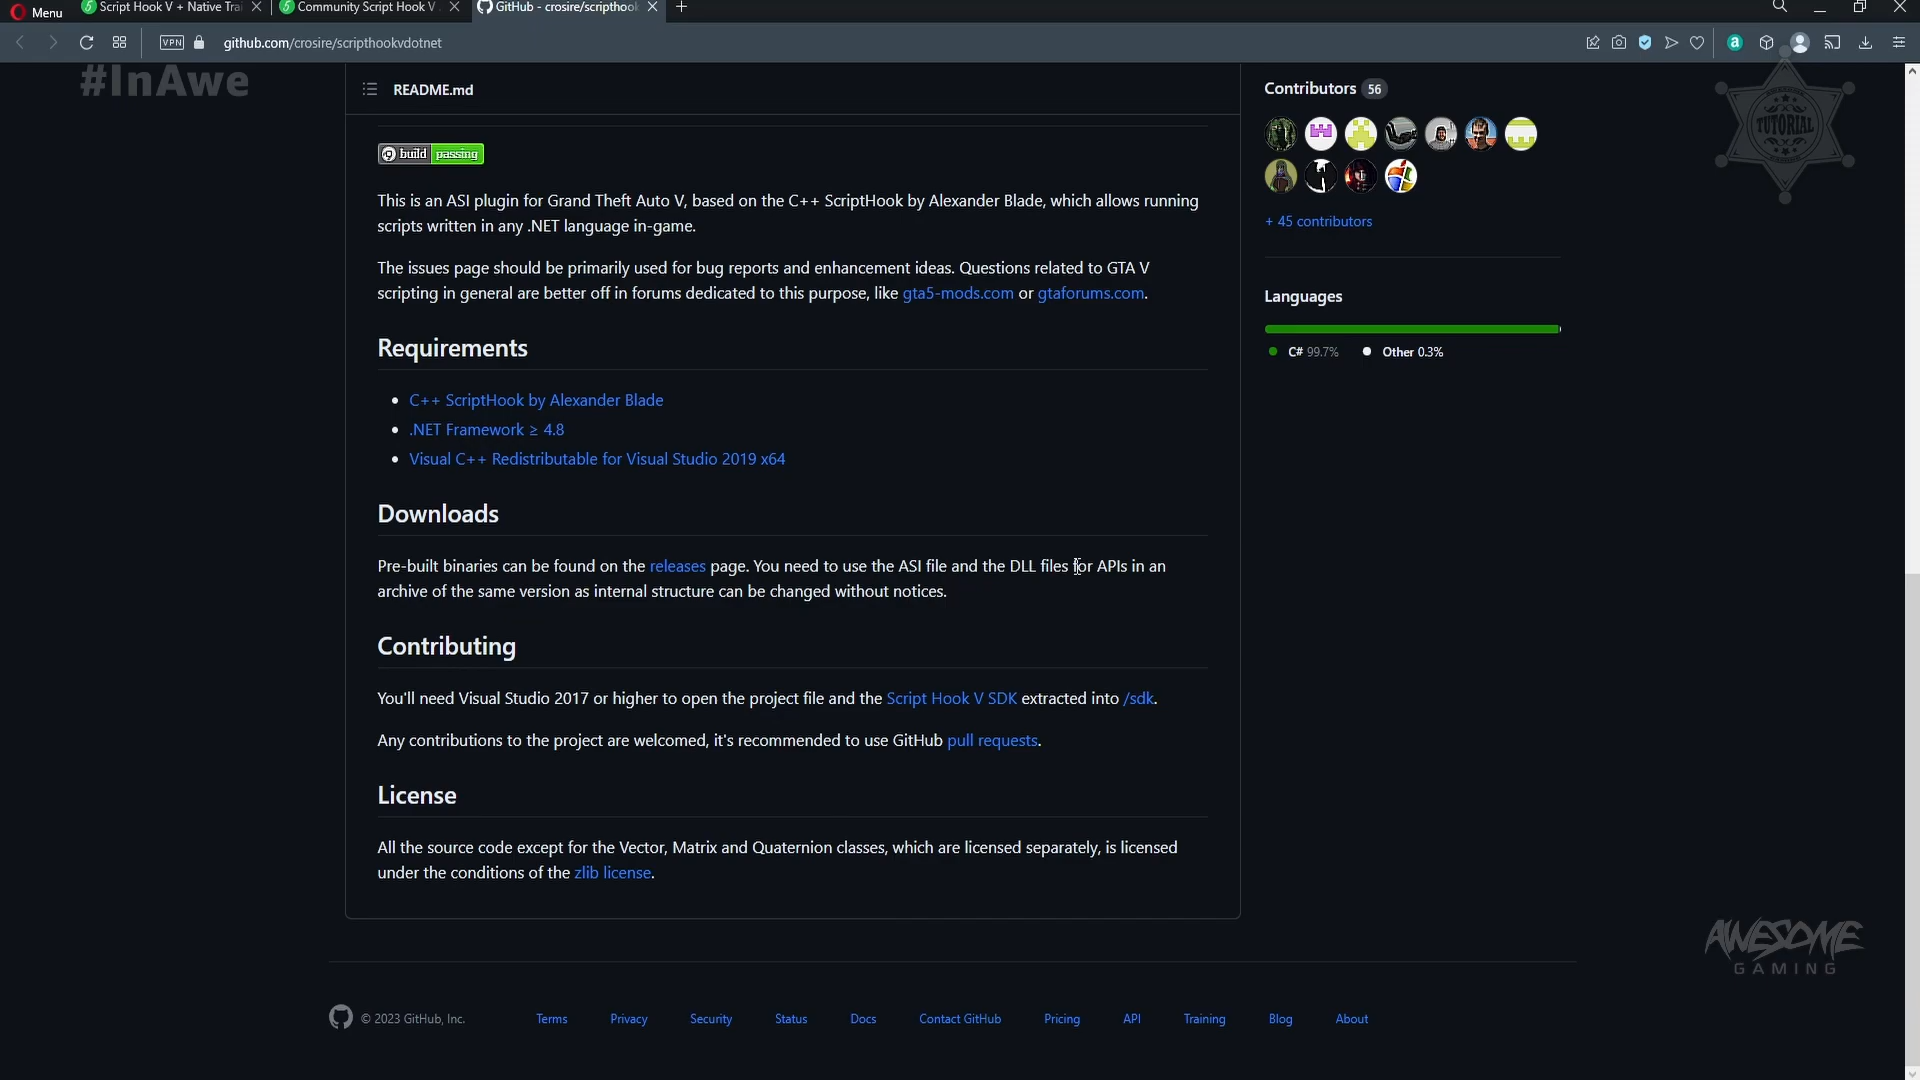 Menu
Script Hook V + Native Trai
Community Script Hook V
GitHub - crosire/scripthook
VPN
github.com/crosire/scripthookvdotnet
#InAwe
README.md
Contributors 56
TUTORIAL
build passing
This is an ASI plugin for Grand Theft Auto V, based on the C++ ScriptHook by Alexander Blade, which allows running
scripts written in any .NET language in-game.
+ 45 contributors
The issues page should be primarily used for bug reports and enhancement ideas. Questions related to GTA V
scripting in general are better off in forums dedicated to this purpose, like gta5-mods.com or gtaforums.com.
Languages
C# 99.7% Other 0.3%
Requirements
C++ ScriptHook by Alexander Blade
.NET Framework ≥ 4.8
Visual C++ Redistributable for Visual Studio 2019 x64
Downloads
Pre-built binaries can be found on the releases page. You need to use the ASI file and the DLL files for APIs in an
archive of the same version as internal structure can be changed without notices.
Contributing
You'll need Visual Studio 2017 or higher to open the project file and the Script Hook V SDK extracted into /sdk.
Any contributions to the project are welcomed, it's recommended to use GitHub pull requests.
License
All the source code except for the Vector, Matrix and Quaternion classes, which are licensed separately, is licensed
under the conditions of the zlib license.
AWESOME
GAMING
© 2023 GitHub, Inc. Terms Privacy Security Status Docs Contact GitHub Pricing API Training Blog About